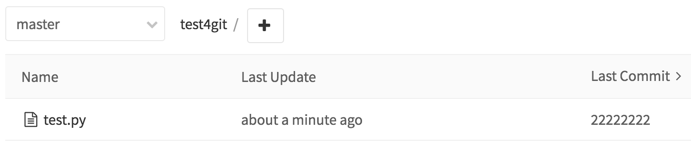 master test4git / +
Name Last Update Last Commit >
test.py about a minute ago 22222222